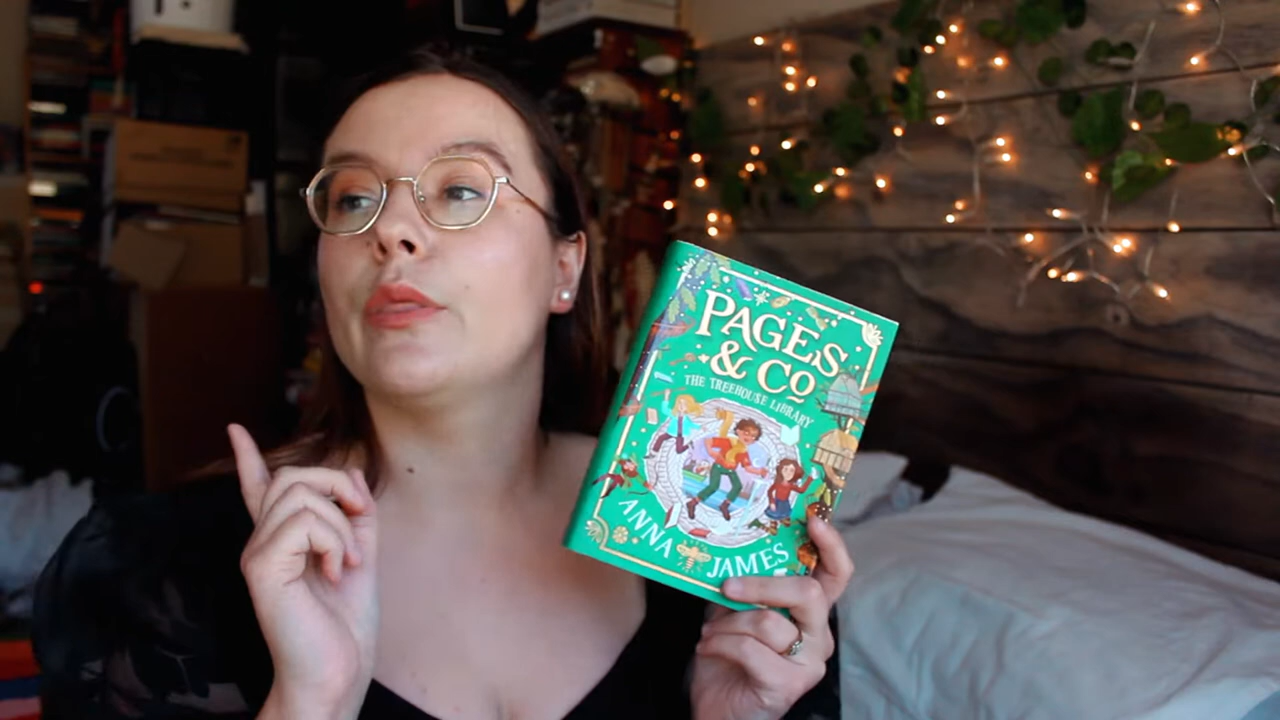 PAGES
& CO
THE TREEHOUSE LIBRARY
ANNA
JAMES